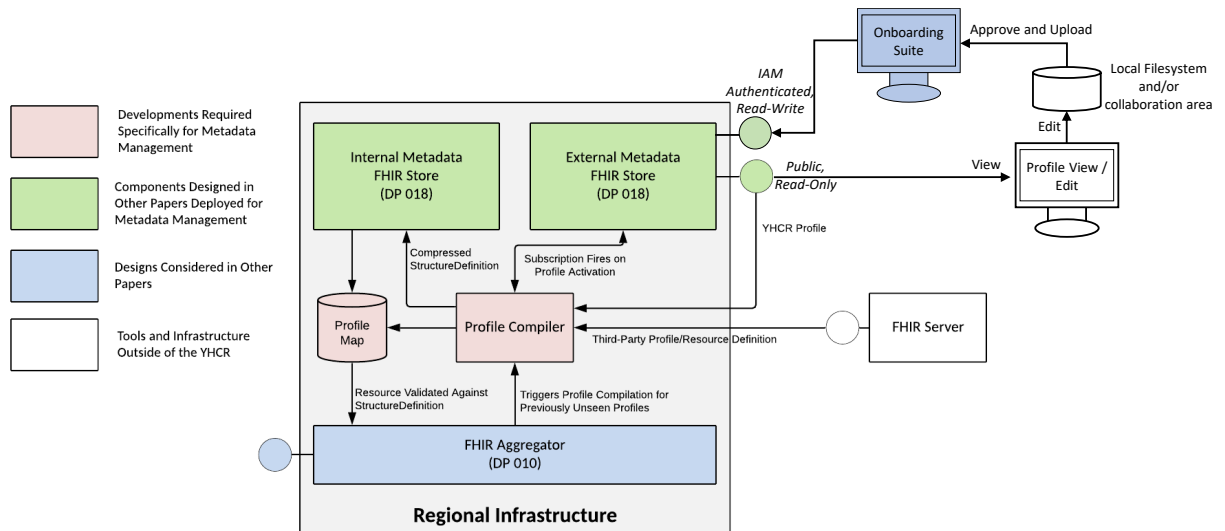 Onboarding
Suite
Approve and Upload
Local Filesystem
and/or
collaboration area
IAM
Authenticated,
Read-Write
Edit
Developments Required
Specifically for Metadata
Management
Internal Metadata
FHIR Store
(DP 018)
External Metadata
FHIR Store
(DP 018)
Public,
Read-Only
View
Profile View /
Edit
Components Designed in
Other Papers Deployed for
Metadata Management
YHCR Profile
Compressed
StructureDefinition
Subscription Fires on
Profile Activation
Designs Considered in Other
Papers
Profile
Map
Profile Compiler
FHIR Server
Tools and Infrastructure
Outside of the YHCR
Third-Party Profile/Resource Definition
Resource Validated Against
StructureDefinition
Triggers Profile Compilation for
Previously Unseen Profiles
FHIR Aggregator
(DP 010)
Regional Infrastructure